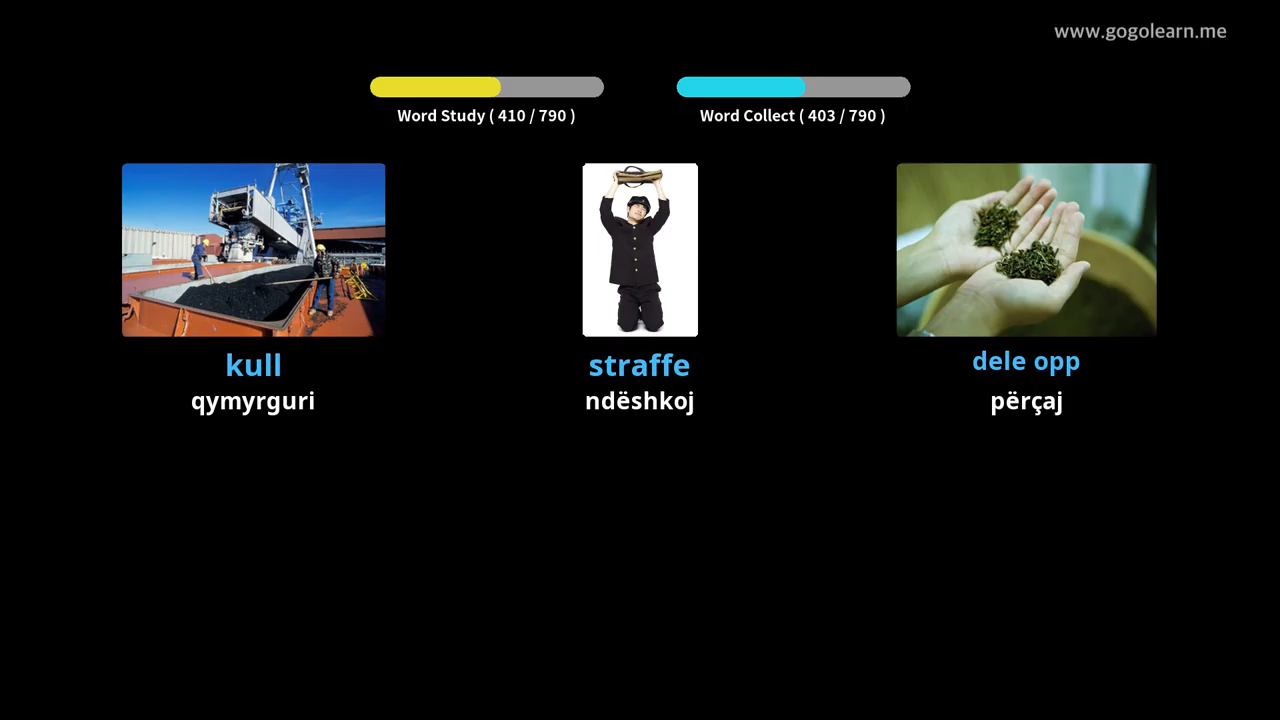 www.gogolearn.me
Word Study ( 410 / 790 )
Word Collect ( 403 / 790 )
kull
straffe
dele opp
qymyrguri
ndëshkoj
përçaj